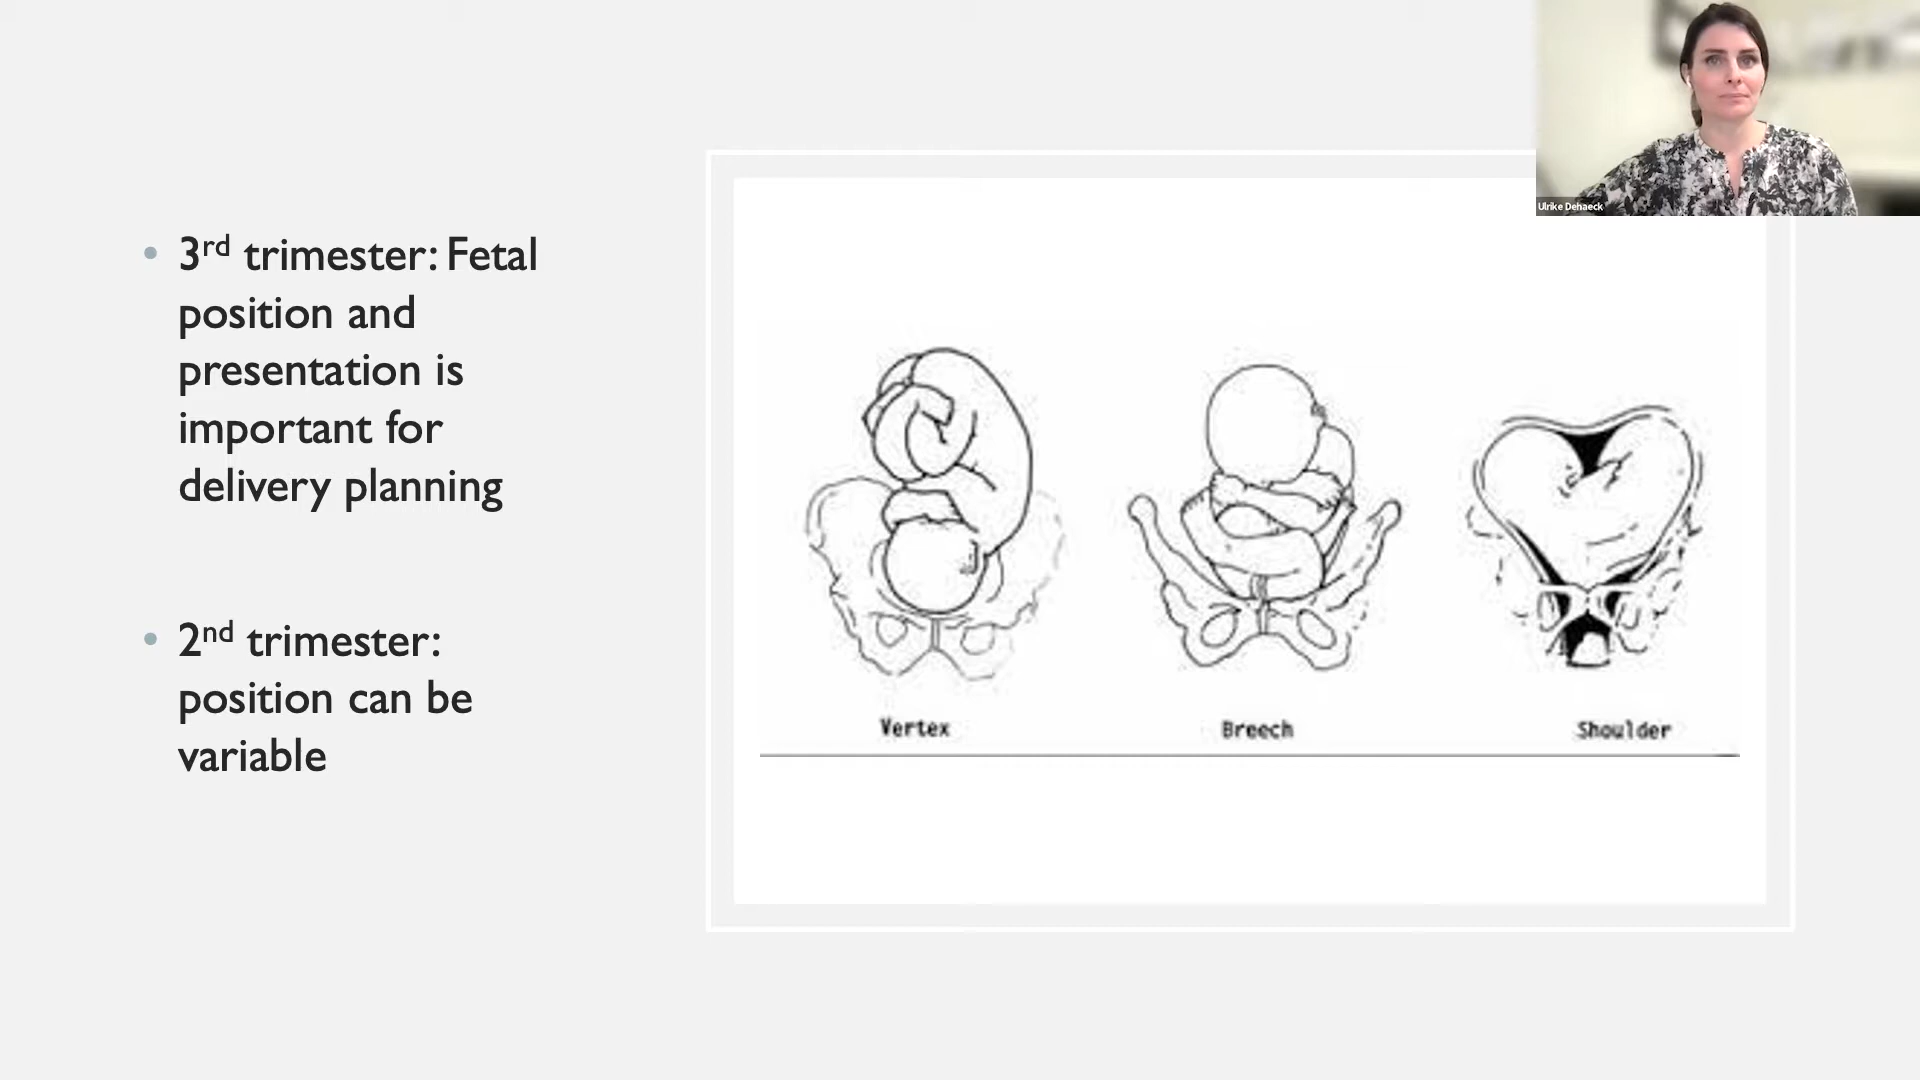 3rd trimester: Fetal
position and
presentation is
important for
delivery planning
2nd trimester:
position can be
variable
Vertex
Breech
Shoulder
Ulrike Dehaeck